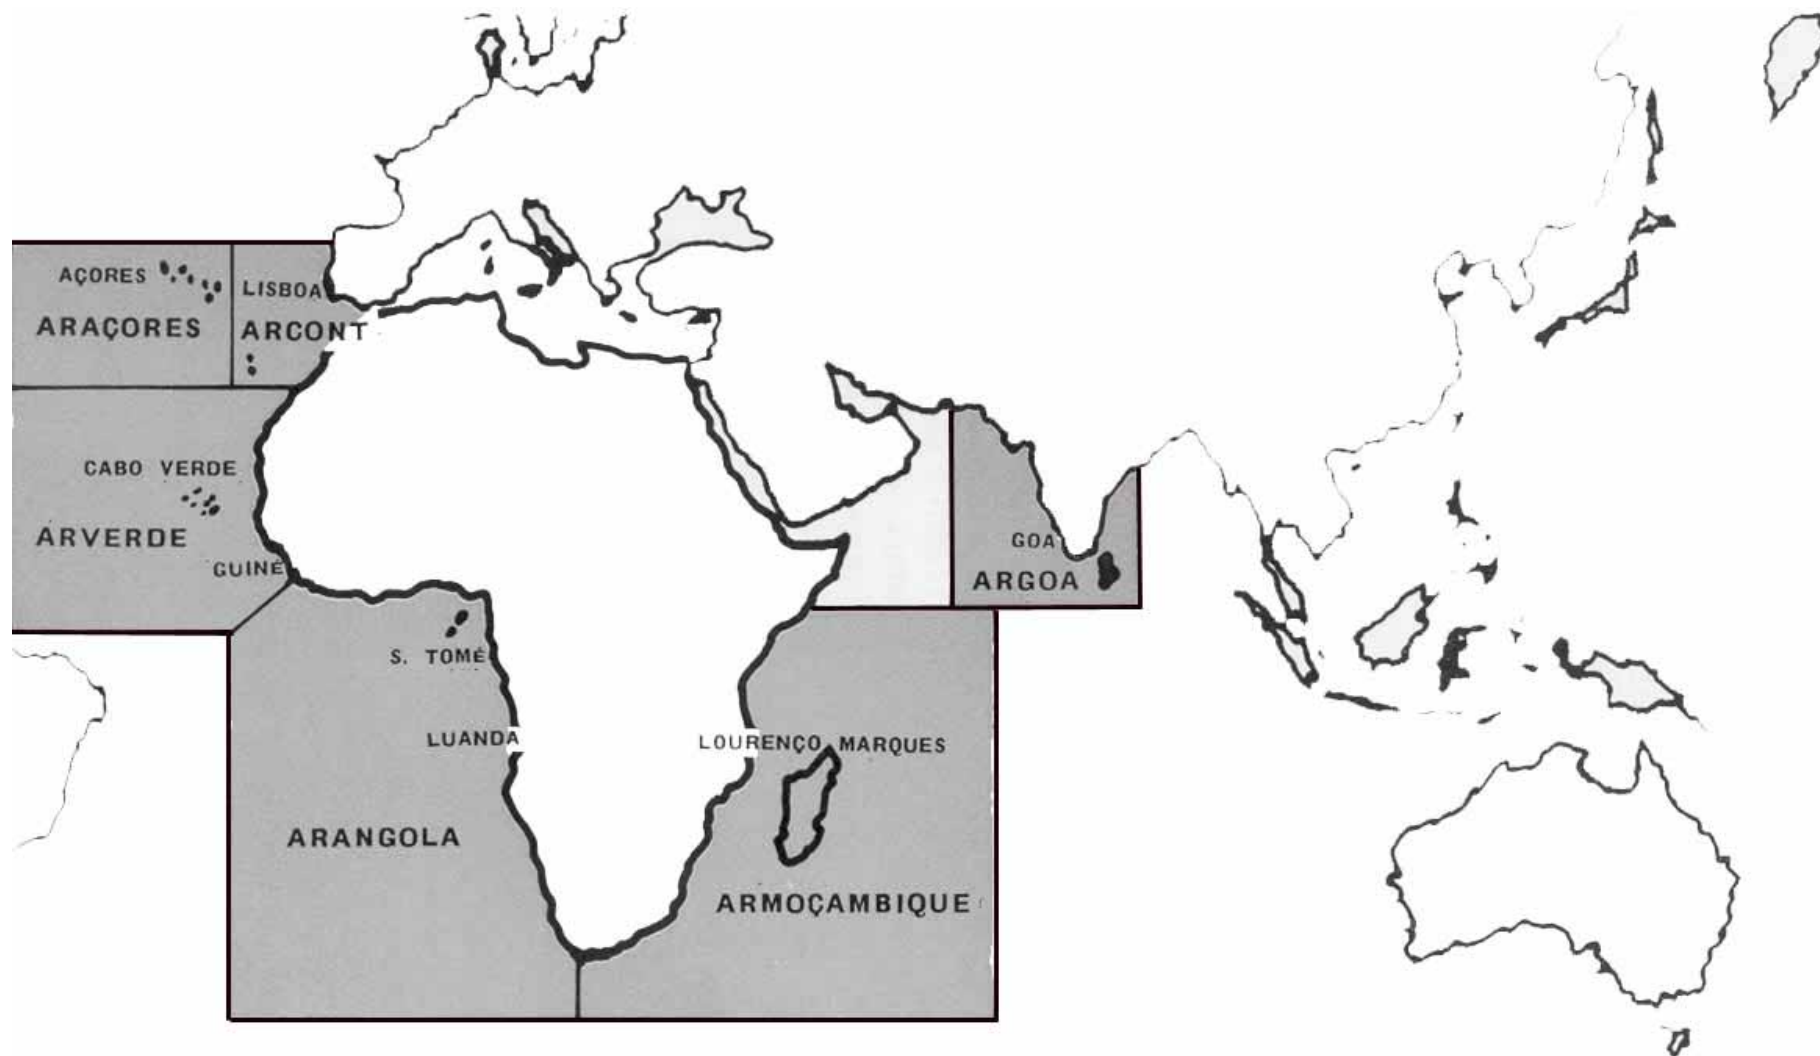 AÇORES
ARAÇORES
LISBOA
ARCONT
CABO VERDE
ARVERDE
GUINÉ
S. TOMÉ
LUANDA
ARANGOLA
LOURENÇO MARQUES
ARMOÇAMBIQUE
GOA
ARGOA